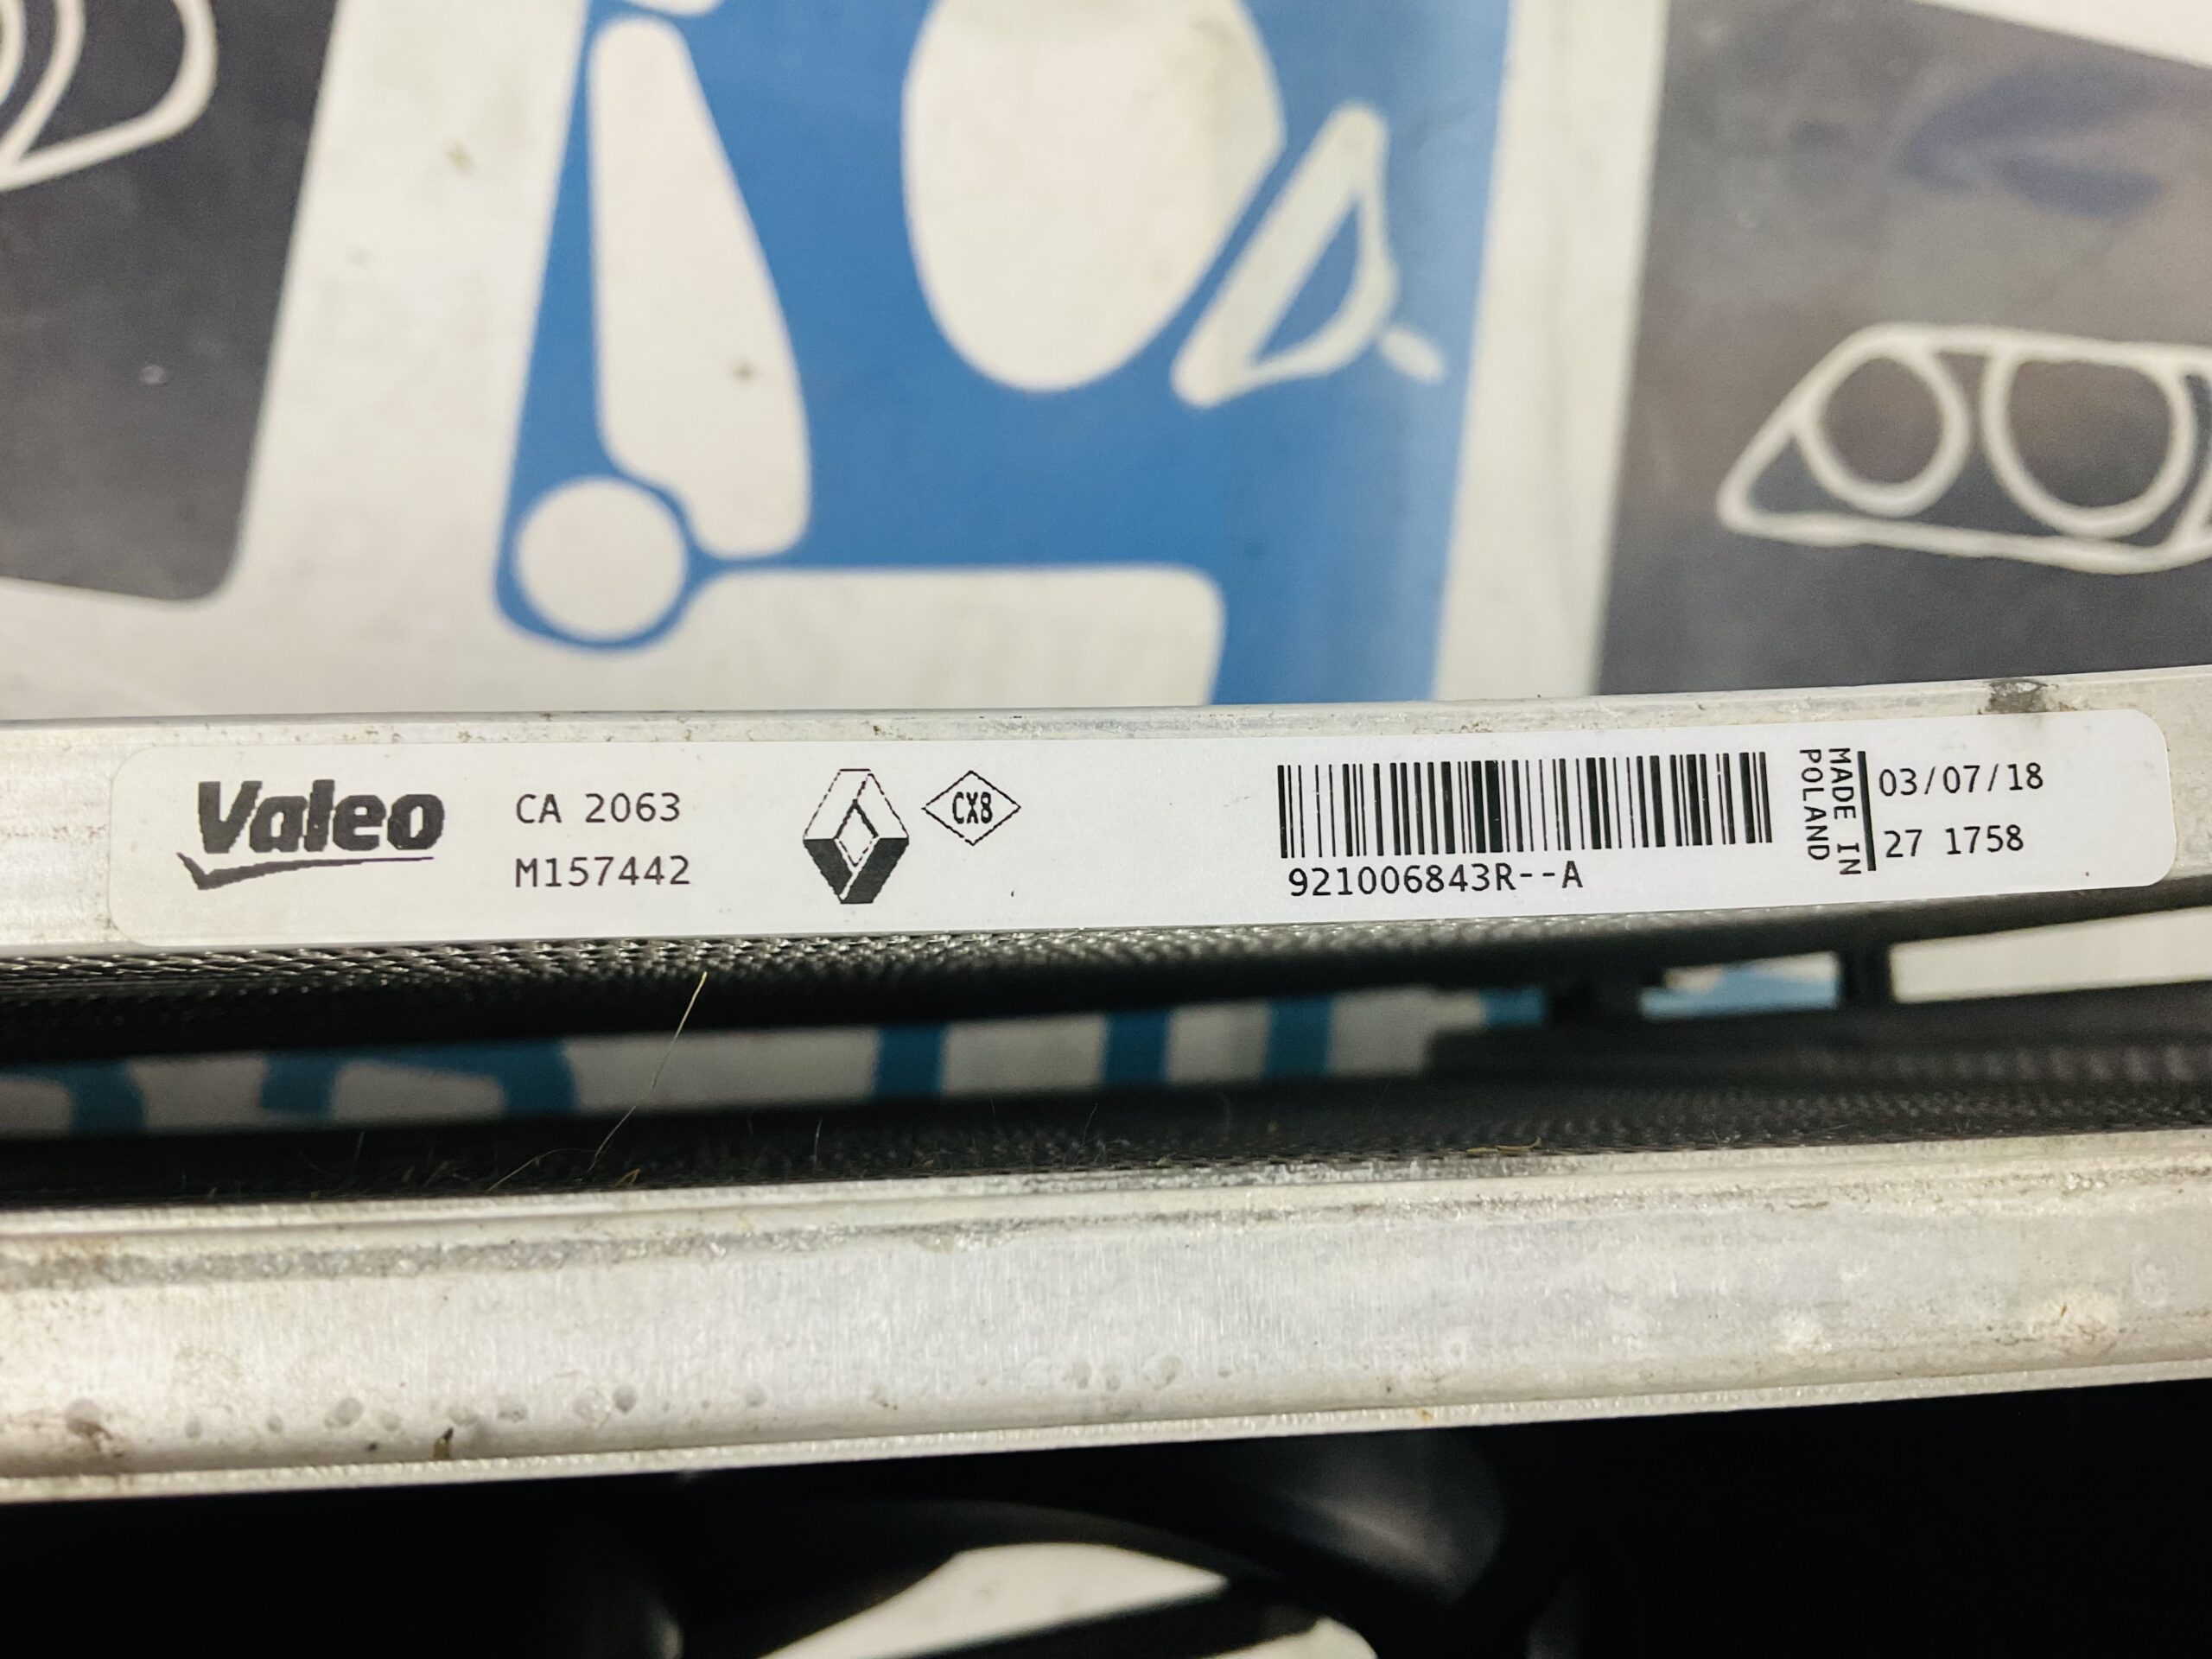 Valeo
CA 2063
M157442
CX8
921006843R--A
MADE IN
POLAND
03/07/18
27 1758